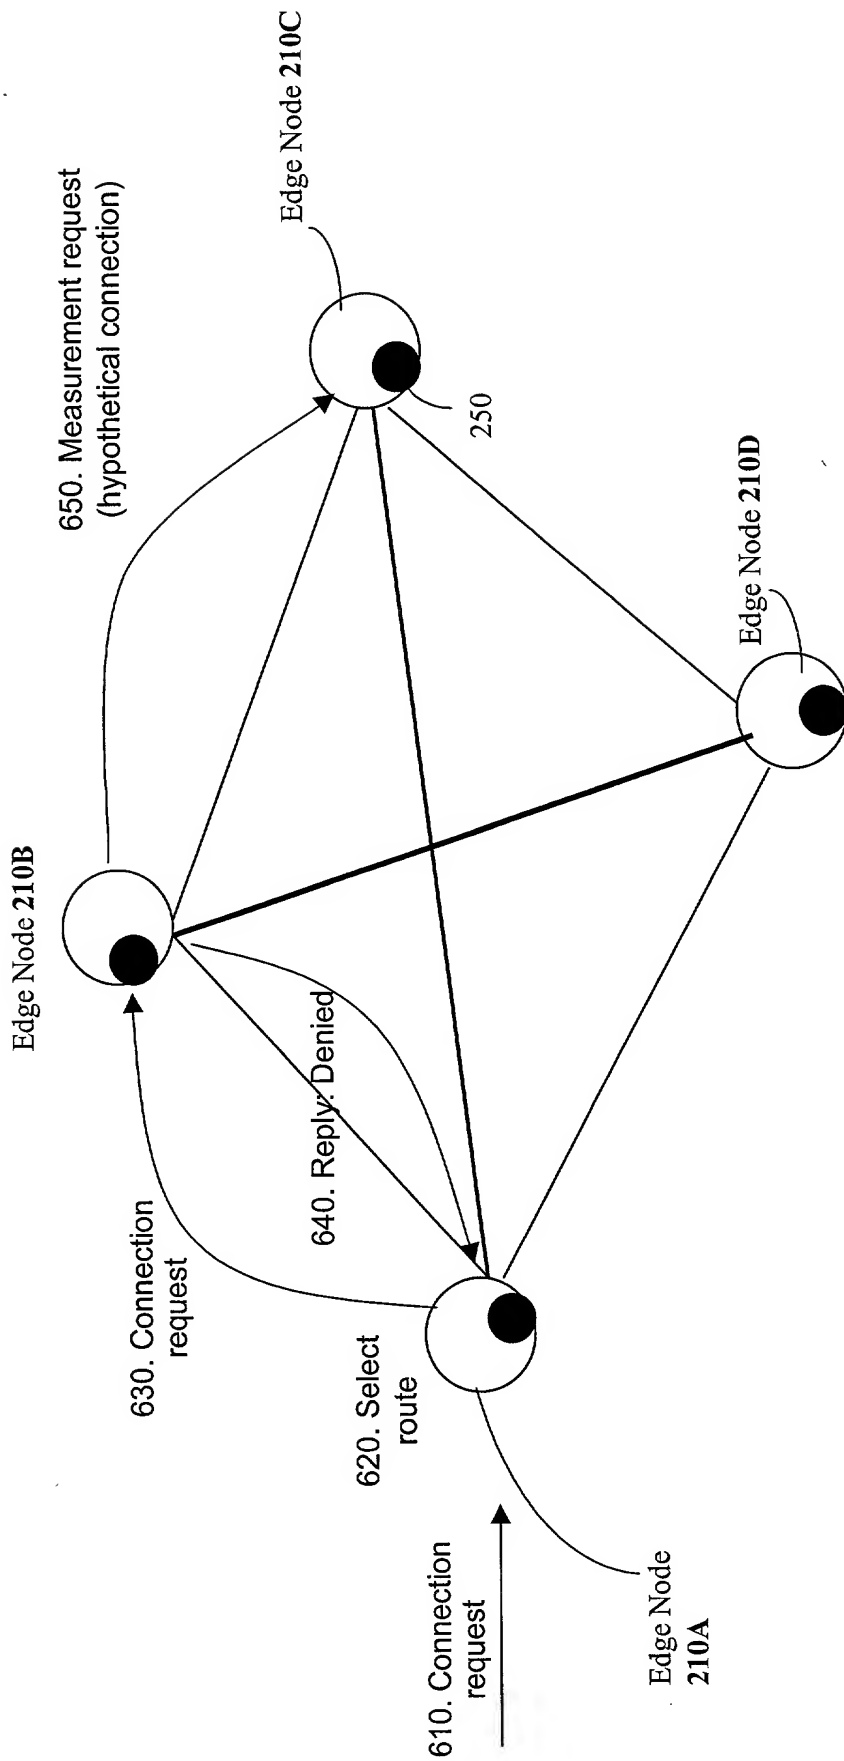 Edge Node 210B
650. Measurement request
(hypothetical connection)
Edge Node 210C
250
630. Connection
request
640. Reply: Denied
620. Select
route
Edge Node 210D
610. Connection
request
Edge Node
210A